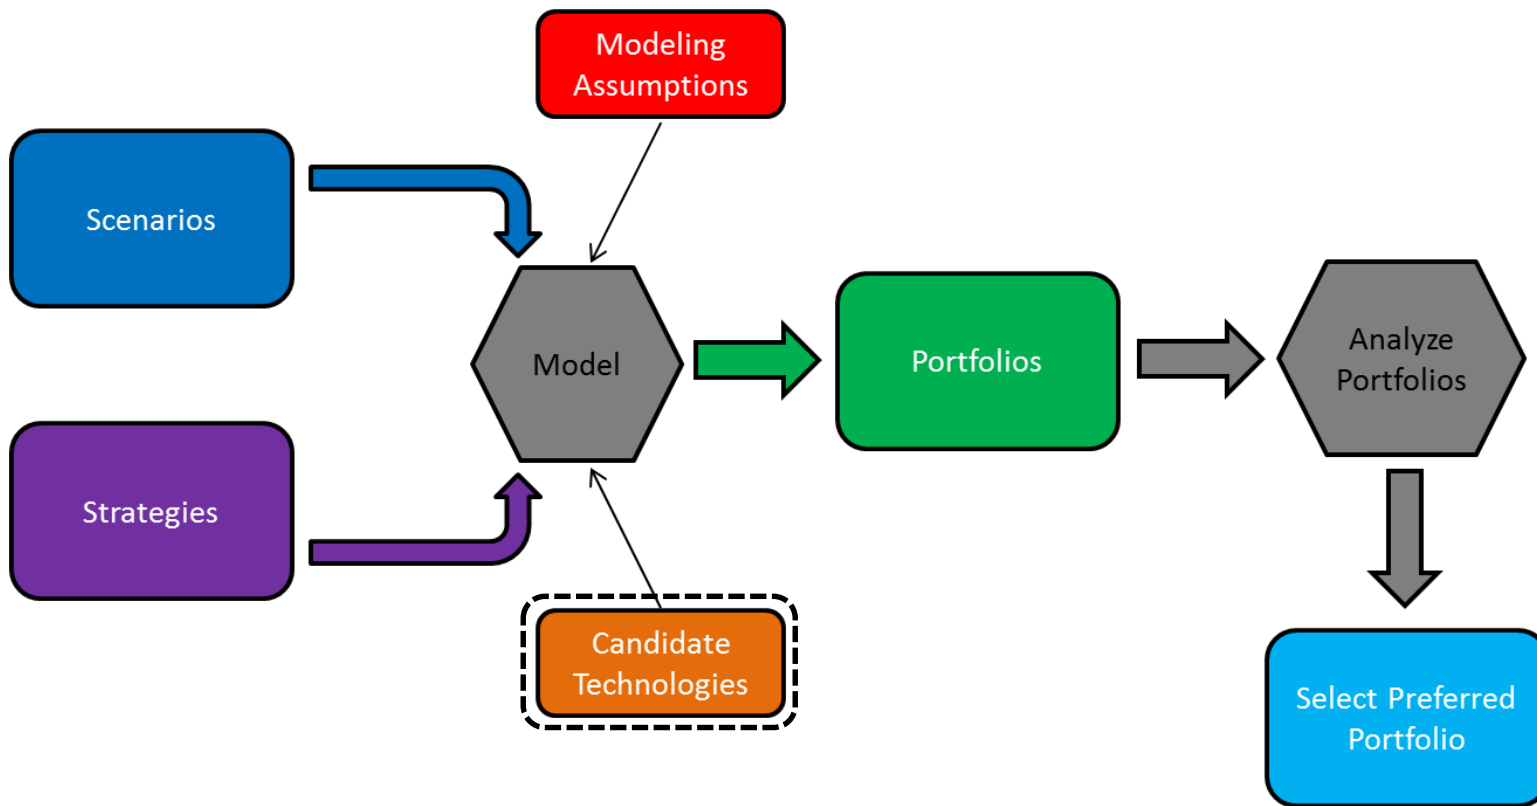 Modeling
Assumptions
Scenarios
Model
Portfolios
Analyze
Portfolios
Strategies
Candidate
Technologies
Select Preferred
Portfolio